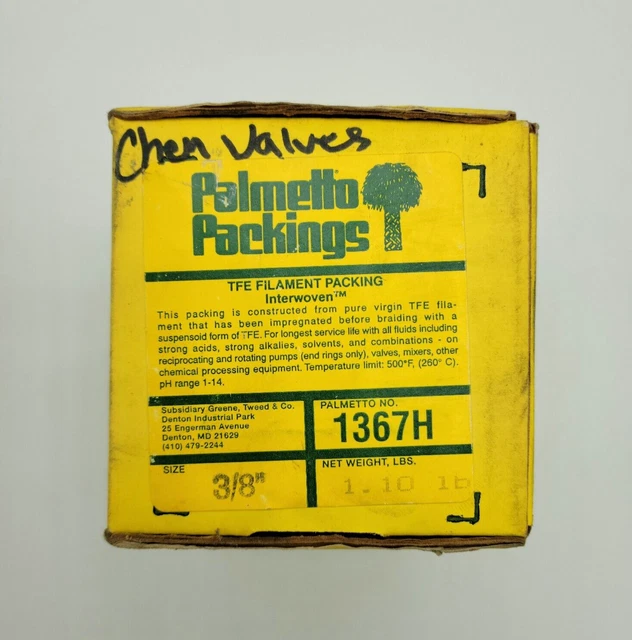 Chem Valves
Palmetto
Packings
TFE FILAMENT PACKING
Interwoven™
This packing is constructed from pure virgin TFE fila-
ment that has been impregnated before braiding with a
suspensoid form of TFE. For longest service life with all fluids including
strong acids, strong alkalies, solvents, and combinations - on
reciprocating and rotating pumps (end rings only), valves, mixers, other
chemical processing equipment. Temperature limit: 500°F, (260° C).
pH range 1-14.
Subsidiary Greene, Tweed & Co.
Denton Industrial Park
25 Engerman Avenue
Denton, MD 21629
(410) 479-2244
PALMETTO NO.
1367H
SIZE
3/8"
NET WEIGHT, LBS.
1.10 lb